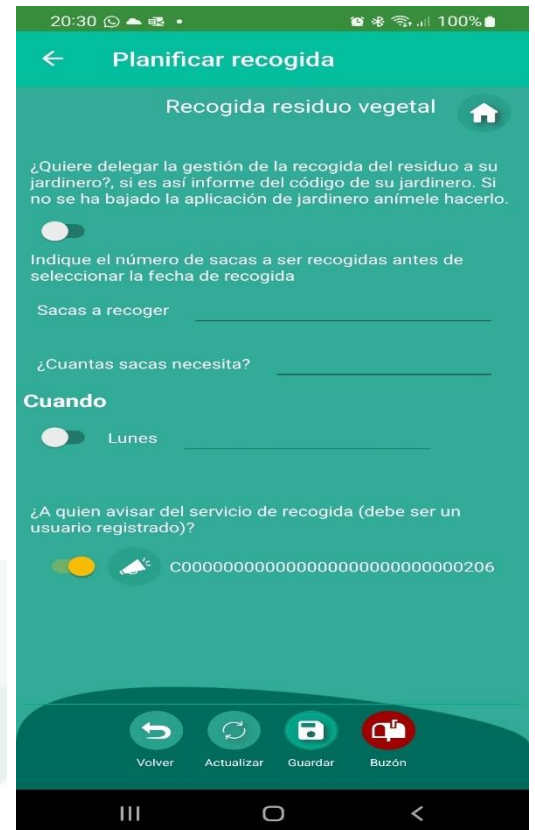 20:30 100%
Planificar recogida
Recogida residuo vegetal
¿Quiere delegar la gestión de la recogida del residuo a su
jardinero?, si es así informe del código de su jardinero. Si
no se ha bajado la aplicación de jardinero anímele hacerlo.
Indique el número de sacas a ser recogidas antes de
seleccionar la fecha de recogida
Sacas a recoger
¿Cuantas sacas necesita?
Cuando
Lunes
¿A quien avisar del servicio de recogida (debe ser un
usuario registrado)?
C0000000000000000000000000000206
Volver Actualizar Guardar Buzón